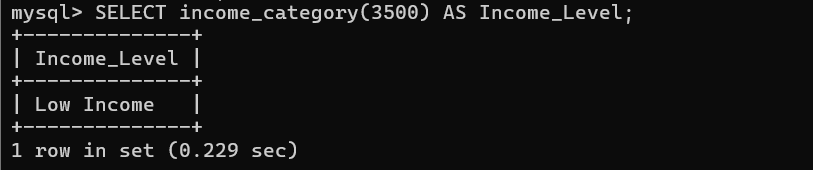 mysql> SELECT income_category(3500) AS Income_Level;
+--------------+
| Income_Level |
+--------------+
| Low Income   |
+--------------+
1 row in set (0.229 sec)